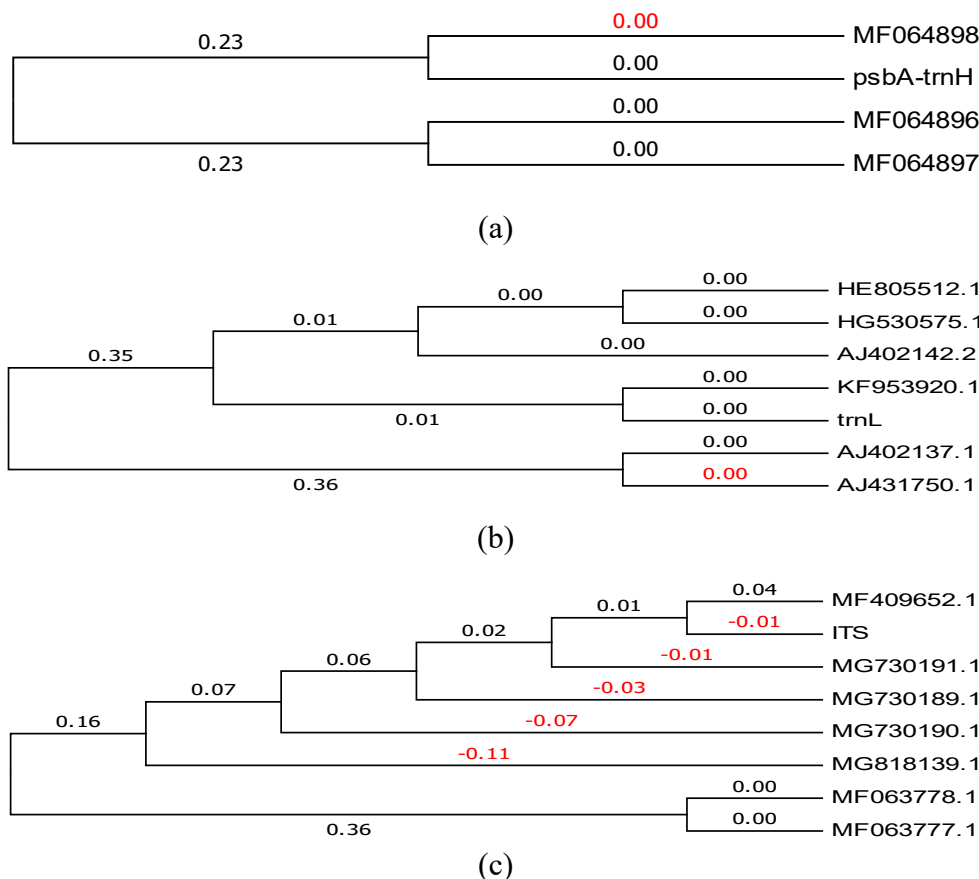 0.00
MF064898
0.23
0.00
psbA-trnH
0.00
MF064896
0.23
0.00
MF064897
(a)
0.00
HE805512.1
0.00
0.00
HG530575.1
0.01
0.00
AJ402142.2
0.35
0.00
KF953920.1
0.01
0.00
trnL
0.00
AJ402137.1
0.36
0.00
AJ431750.1
(b)
0.04
MF409652.1
0.01
-0.01
ITS
0.02
-0.01
MG730191.1
0.06
-0.03
MG730189.1
0.07
-0.07
MG730190.1
0.16
-0.11
MG818139.1
0.00
MF063778.1
0.36
0.00
MF063777.1
(c)